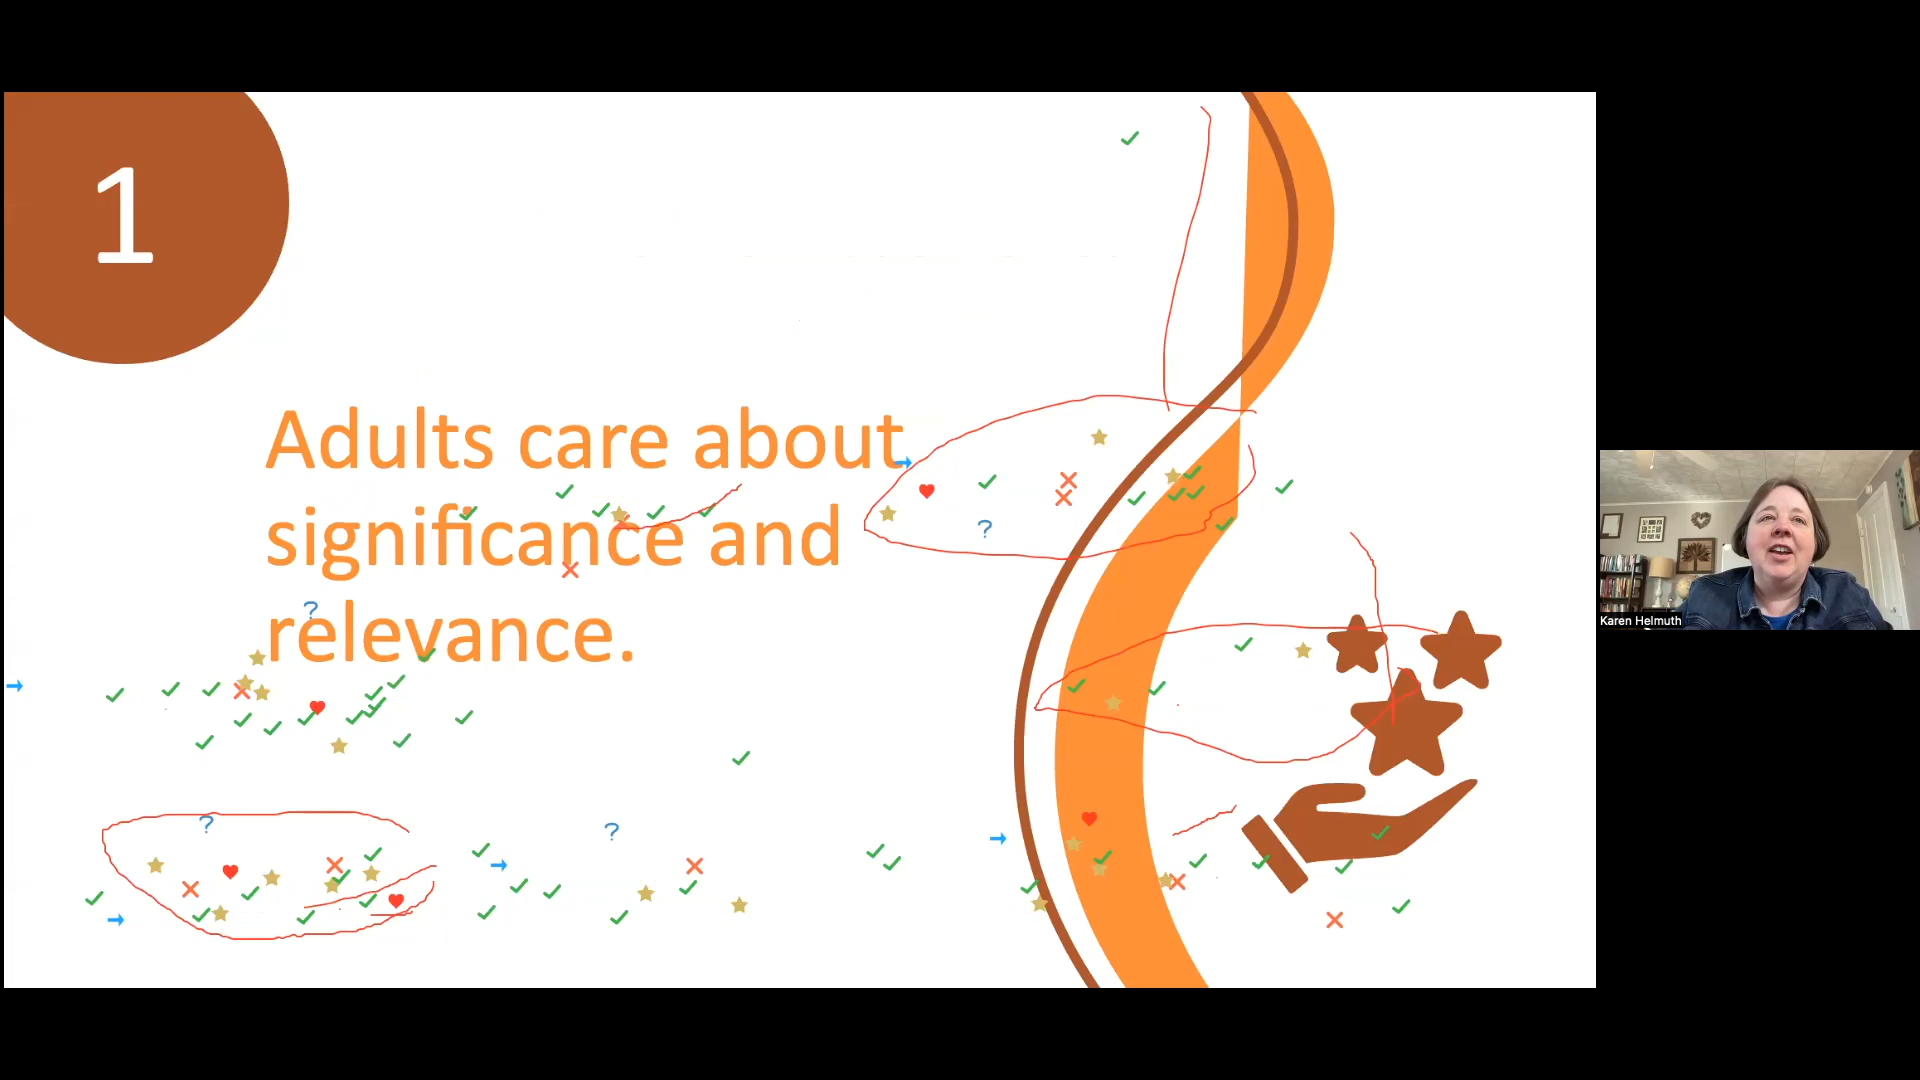 1
Adults care about
significance and
relevance.
Karen Helmuth